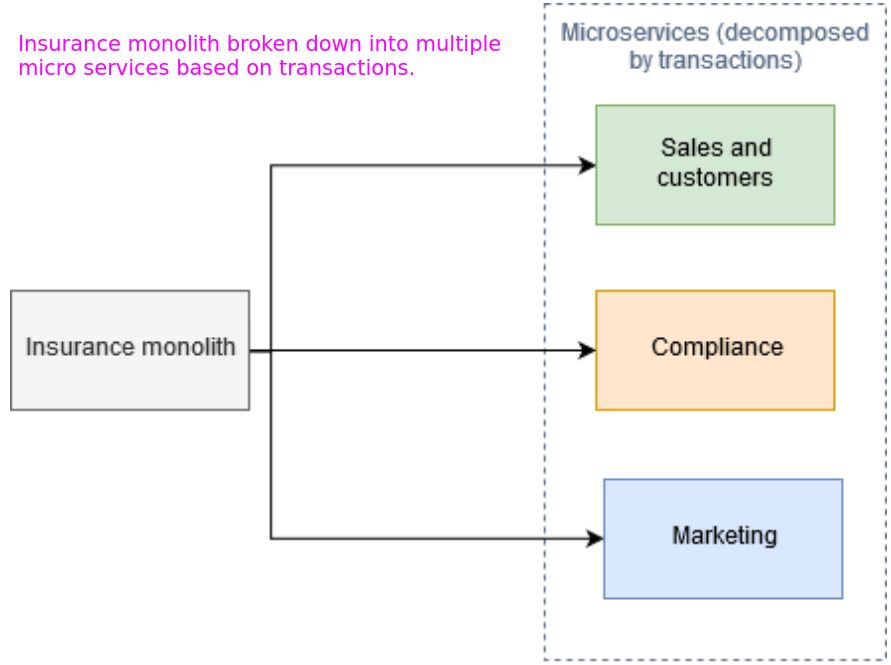 Insurance monolith broken down into multiple
micro services based on transactions.
Microservices (decomposed
by transactions)
Sales and
customers
Insurance monolith
Compliance
Marketing